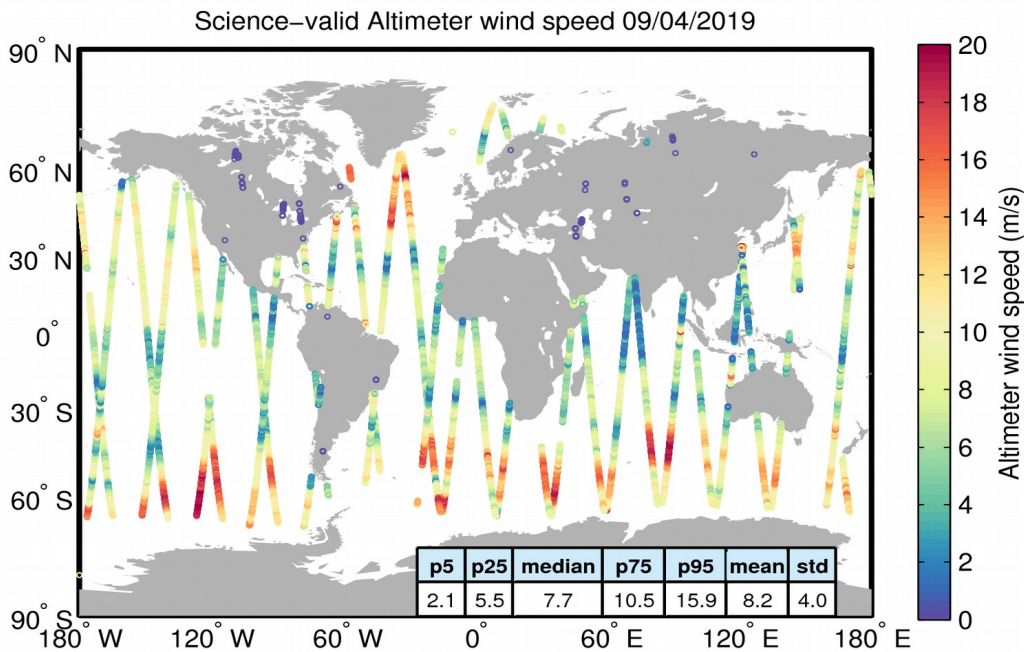 Science−valid Altimeter wind speed 09/04/2019
90° N
60° N
30° N
0°
30° S
60° S
90° S
180° W
120° W
60° W
0°
60° E
120° E
180° E
p5 p25 median p75 p95 mean std
2.1 5.5 7.7 10.5 15.9 8.2 4.0
20
18
16
14
12
10
8
6
4
2
0
Altimeter wind speed (m/s)